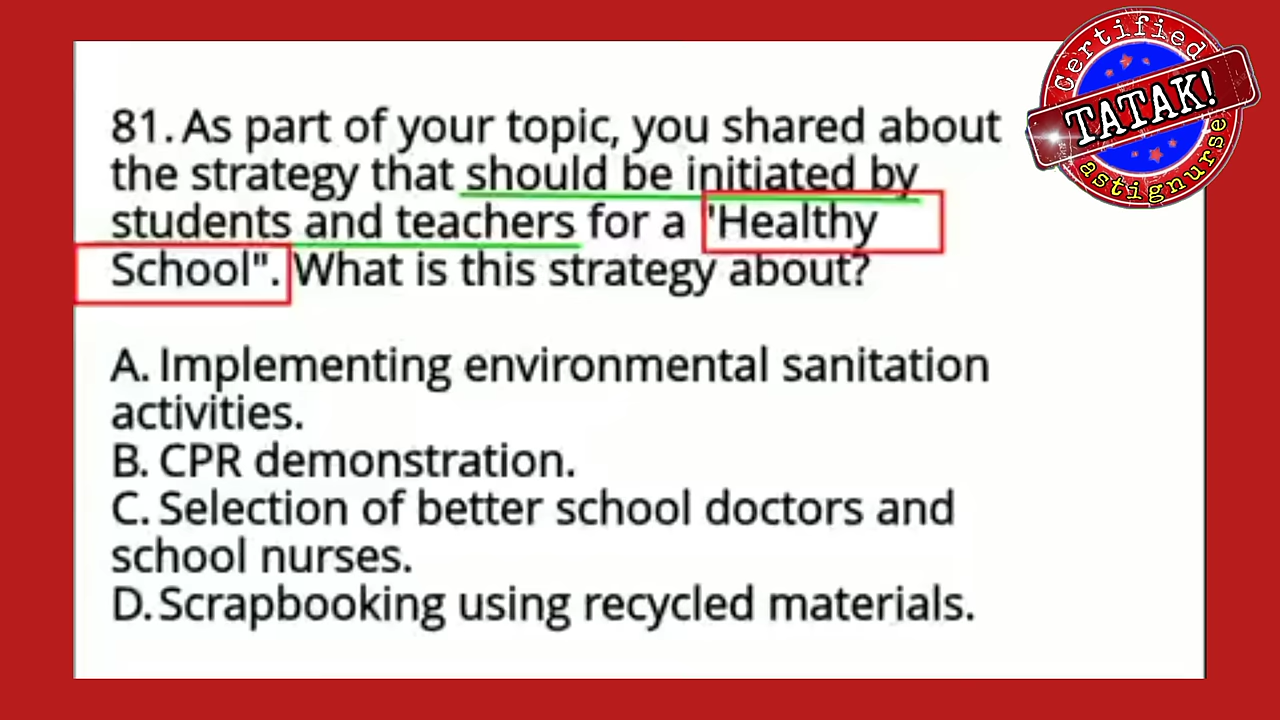 81. As part of your topic, you shared about
the strategy that should be initiated by
students and teachers for a "Healthy
School". What is this strategy about?
A. Implementing environmental sanitation
activities.
B. CPR demonstration.
C. Selection of better school doctors and
school nurses.
D. Scrapbooking using recycled materials.
Certified
TATAK!
astignurse